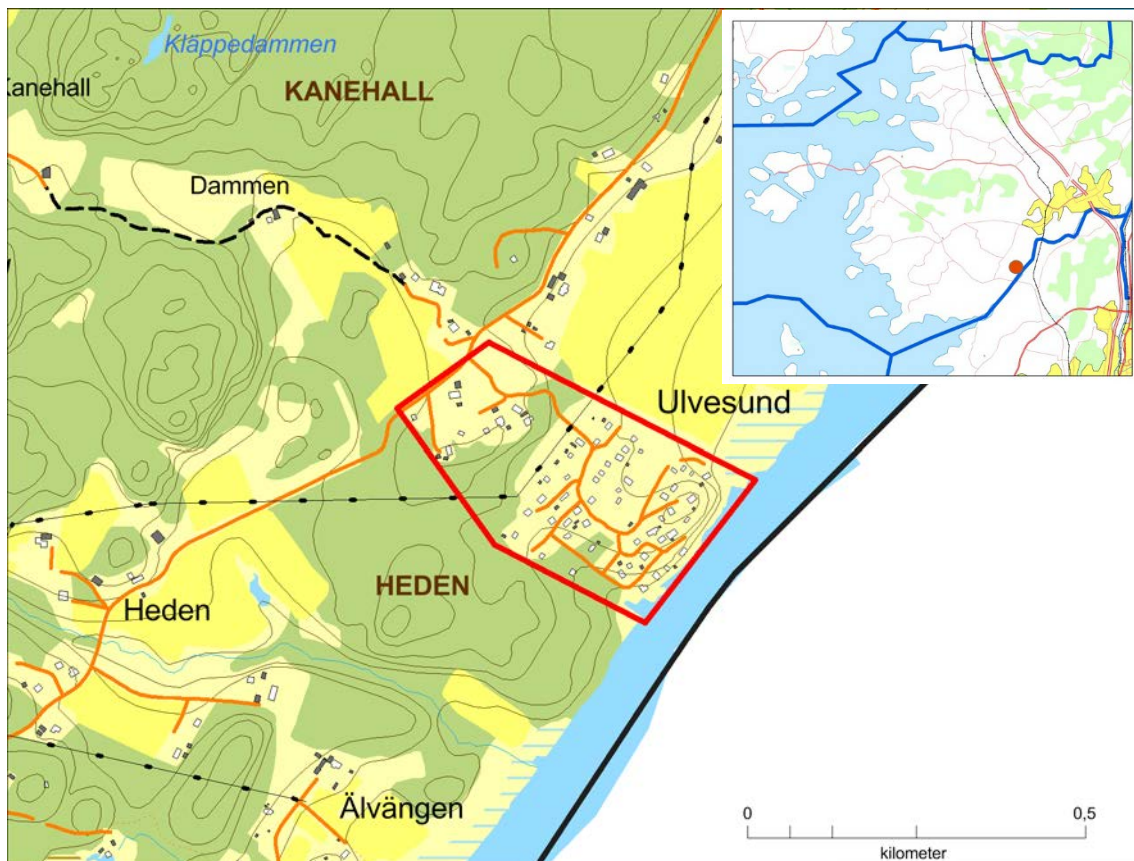 Kläppedammen
Kanehall
KANEHALL
Dammen
Ulvesund
HEDEN
Heden
Älvängen
0 0,5
kilometer